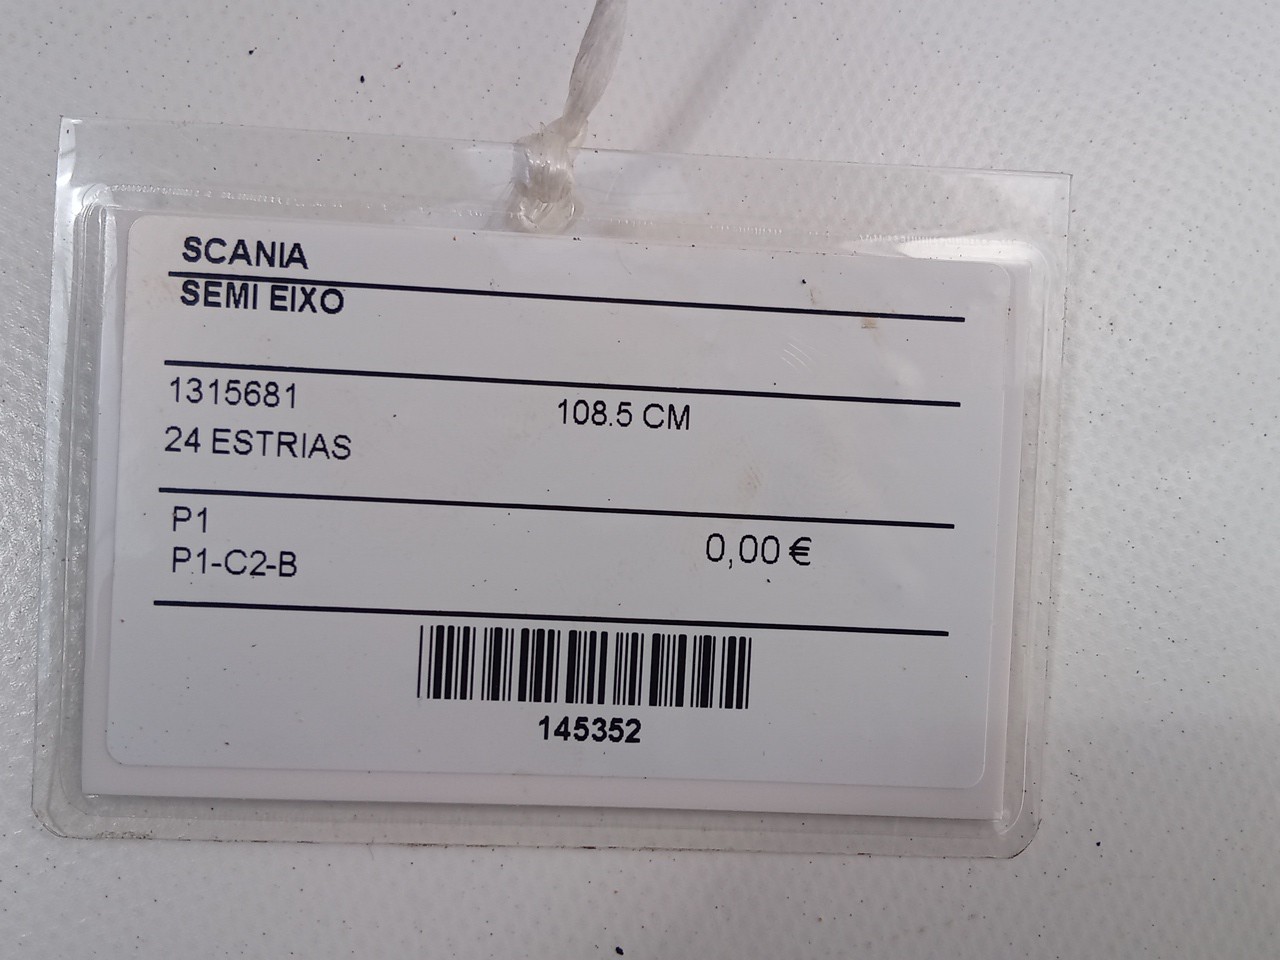 SCANIA
SEMI EIXO
1315681
108.5 CM
24 ESTRIAS
P1
0,00 €
P1-C2-B
145352